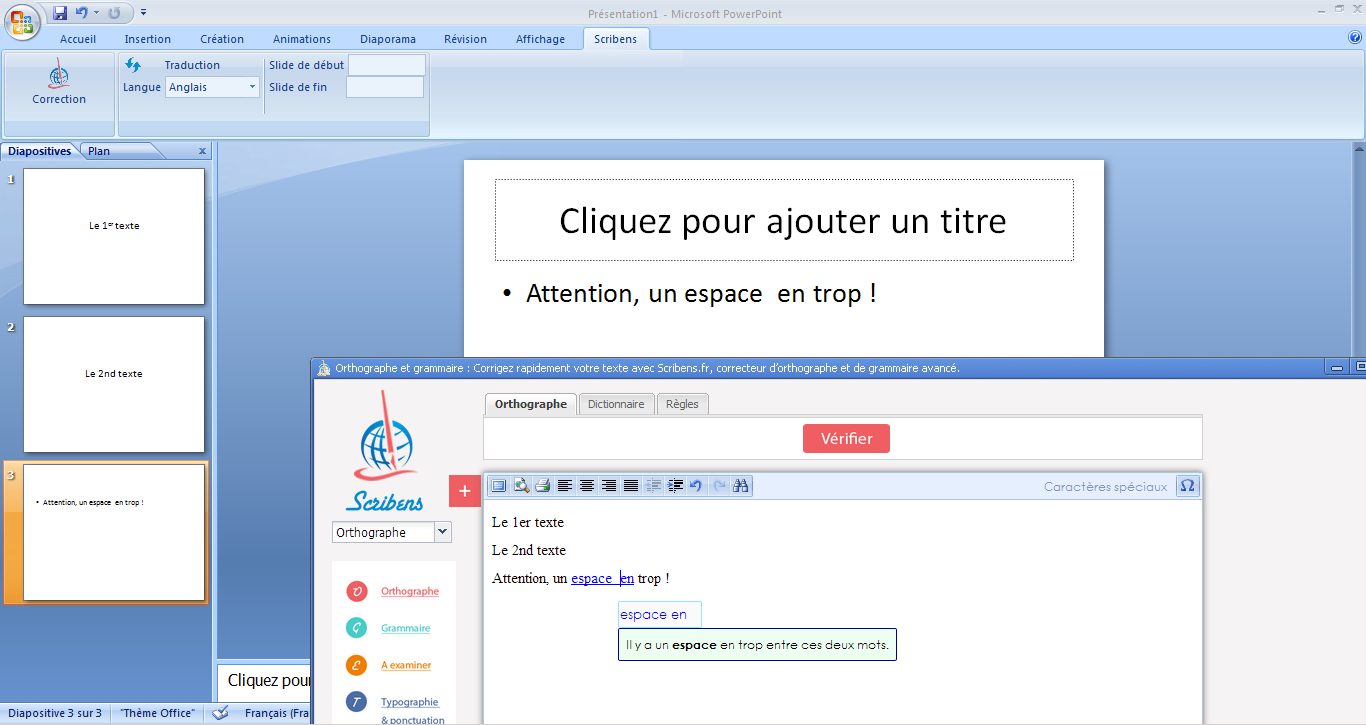 Présentation1 - Microsoft PowerPoint
Accueil Insertion Création Animations Diaporama Révision Affichage Scribens
Traduction Slide de début
Langue Anglais Slide de fin
Correction
Diapositives Plan x
1
Le 1er texte
2
Le 2nd texte
3
• Attention, un espace  en trop !
Cliquez pour ajouter un titre
• Attention, un espace  en trop !
Orthographe et grammaire : Corrigez rapidement votre texte avec Scribens.fr, correcteur d'orthographe et de grammaire avancé.
Orthographe Dictionnaire Règles
Vérifier
Scribens
+
Caractères spéciaux Ω
Orthographe
Le 1er texte
Le 2nd texte
Attention, un espace  en trop !
espace en
Il y a un espace en trop entre ces deux mots.
O Orthographe
G Grammaire
E A examiner
T Typographie
& ponctuation
Cliquez pou
Diapositive 3 sur 3 "Thème Office" Français (Fra